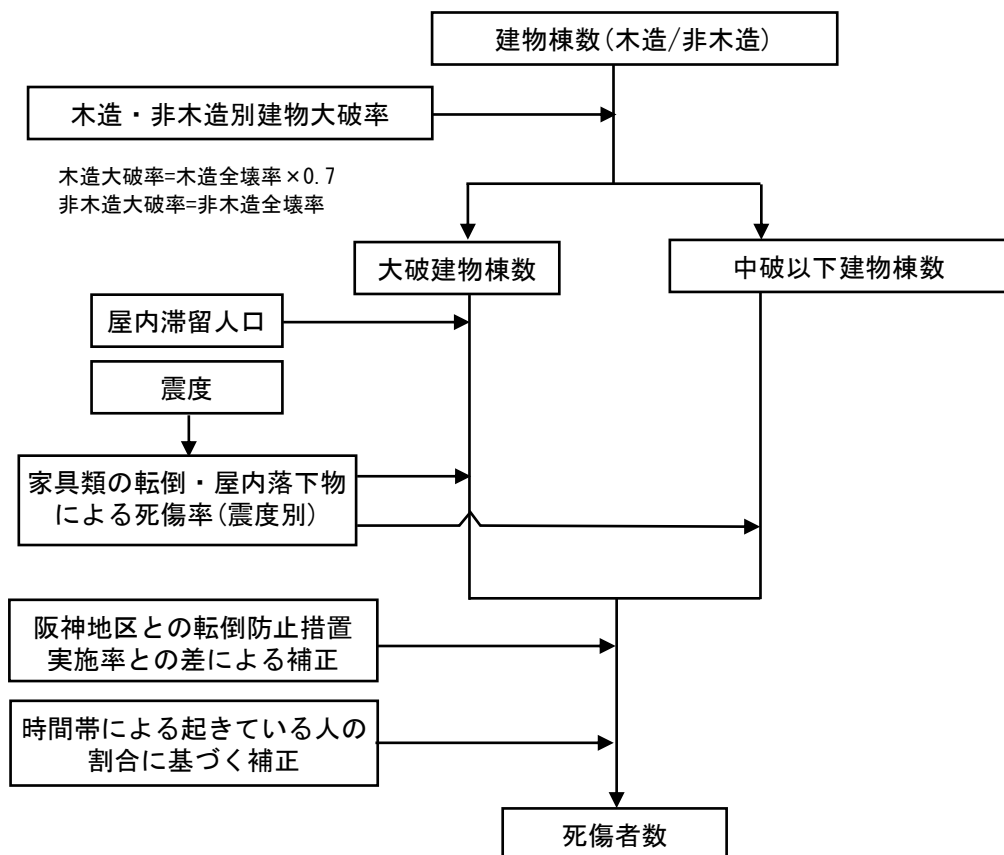 建物棟数(木造/非木造)
木造・非木造別建物大破率
木造大破率=木造全壊率×0.7
非木造大破率=非木造全壊率
大破建物棟数
中破以下建物棟数
屋内滞留人口
震度
家具類の転倒・屋内落下物
による死傷率(震度別)
阪神地区との転倒防止措置
実施率との差による補正
時間帯による起きている人の
割合に基づく補正
死傷者数